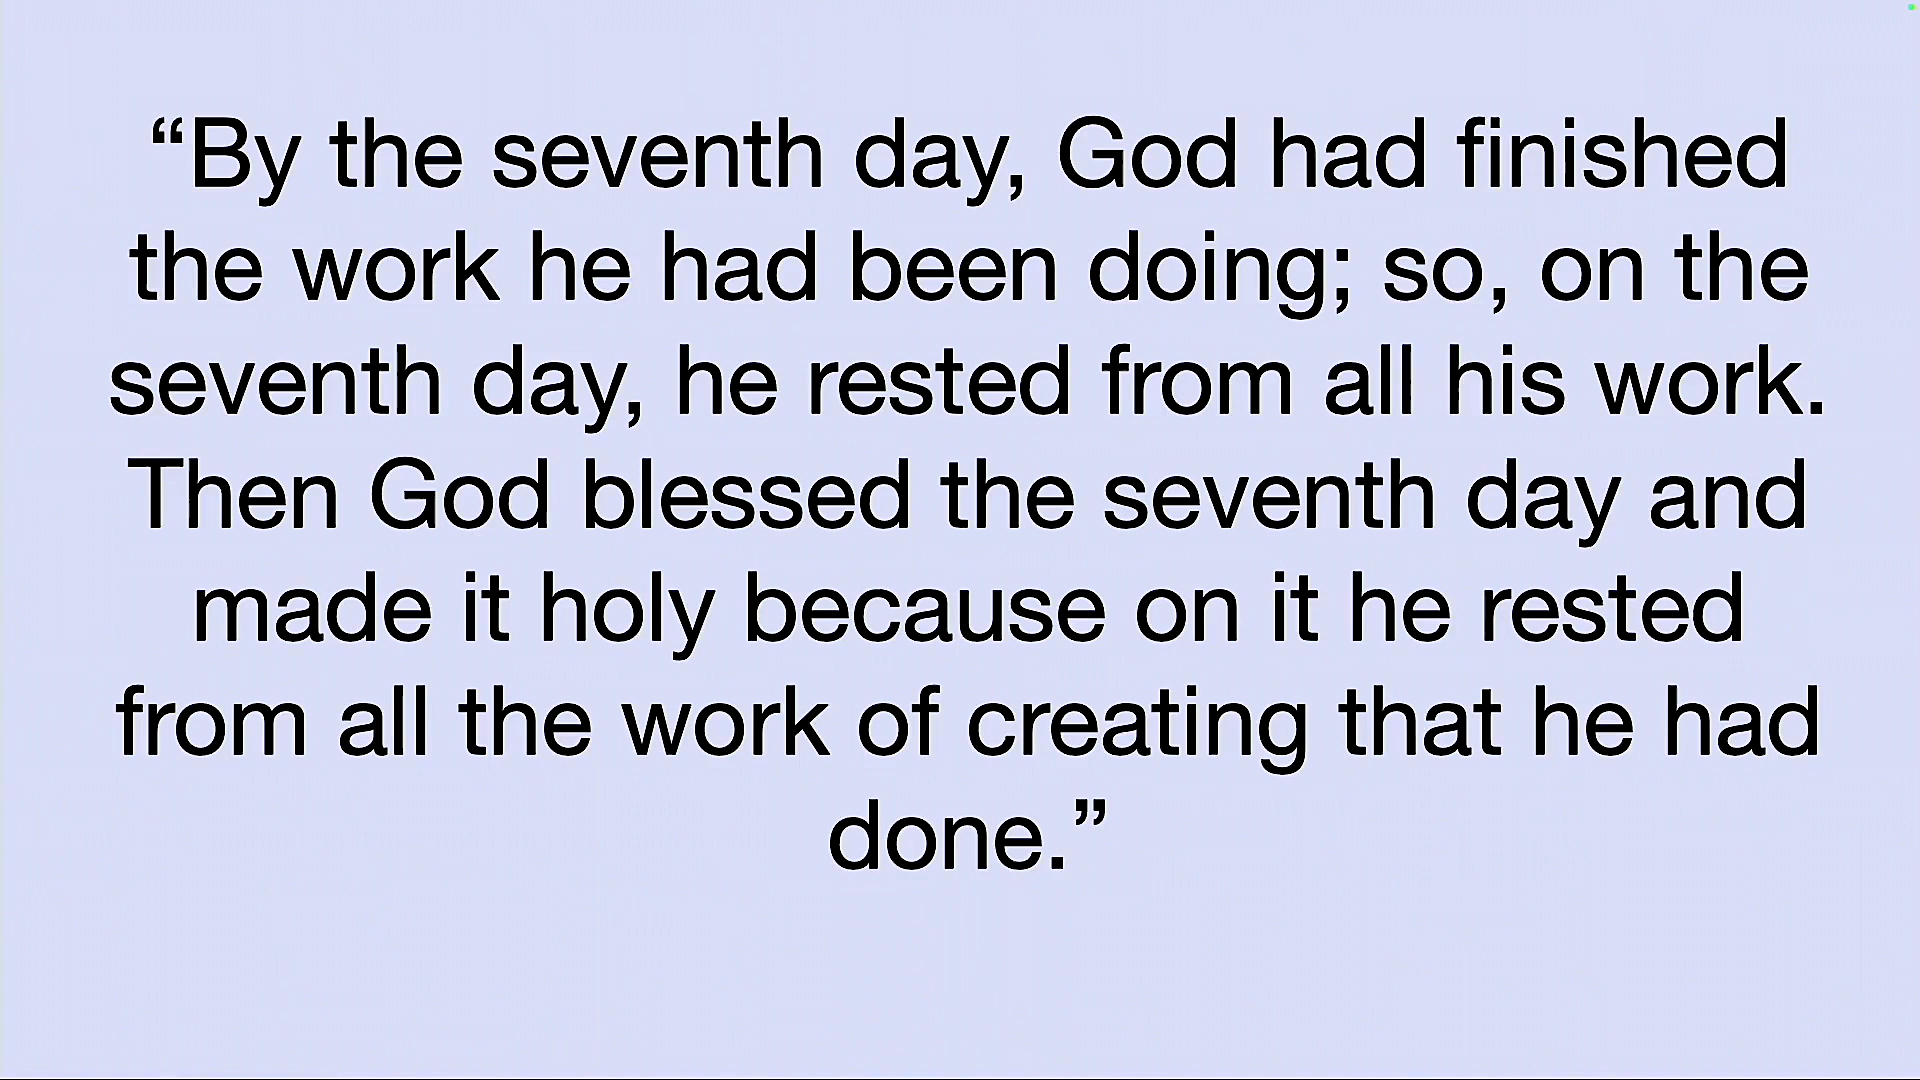 “By the seventh day, God had finished
the work he had been doing; so, on the
seventh day, he rested from all his work.
Then God blessed the seventh day and
made it holy because on it he rested
from all the work of creating that he had
done.”